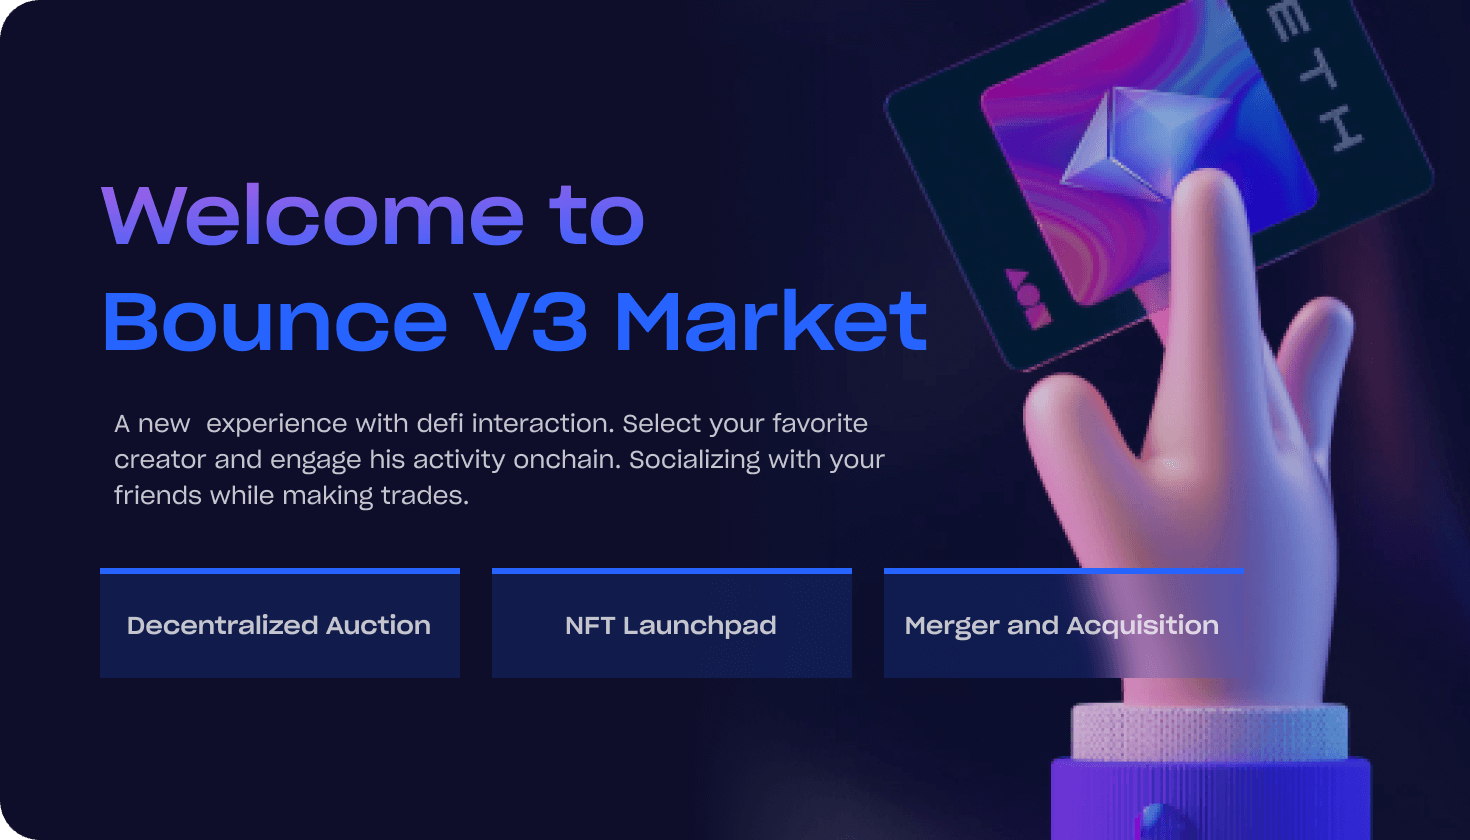 ETH
Welcome to
Bounce V3 Market
A new  experience with defi interaction. Select your favorite
creator and engage his activity onchain. Socializing with your
friends while making trades.
Decentralized Auction
NFT Launchpad
Merger and Acquisition